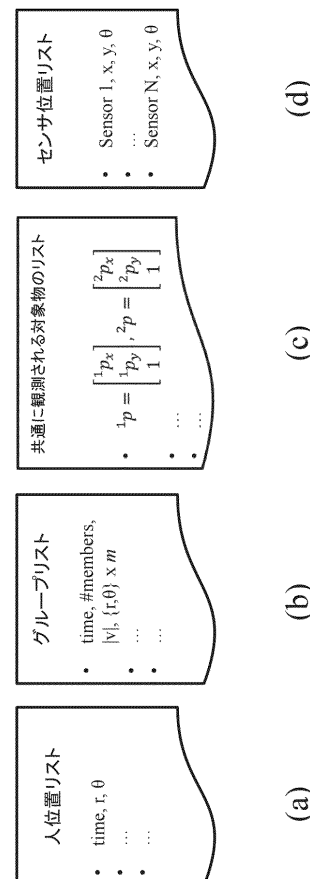 人位置リスト
• time, r, θ
• …
• …
(a)
グループリスト
• time, #members,
|v|, {r,θ} x m
• …
• …
(b)
共通に観測される対象物のリスト
• ¹p = [¹pₓ ¹p_y 1], ²p = [²pₓ ²p_y 1]
• …
• …
(c)
センサ位置リスト
• Sensor 1, x, y, θ
• …
• Sensor N, x, y, θ
(d)